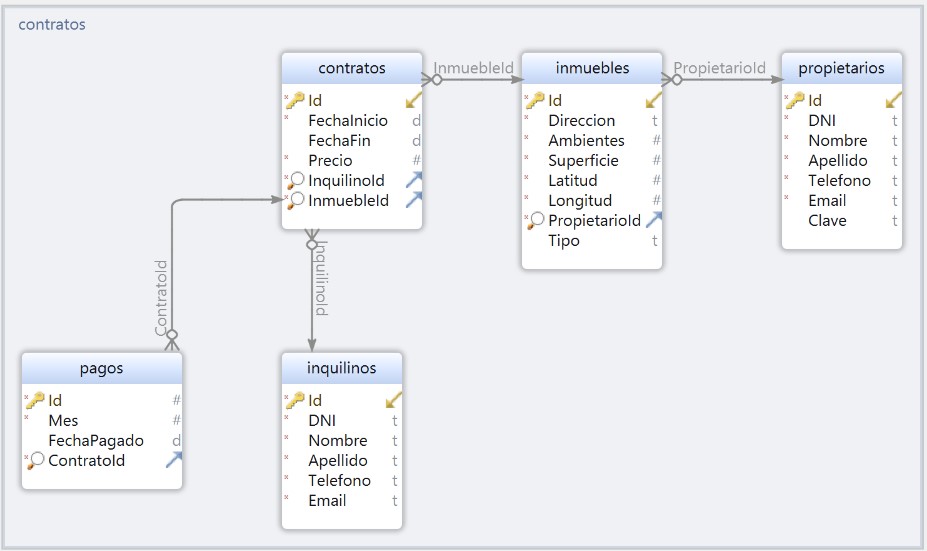 contratos
contratos
Id
FechaInicio d
FechaFin d
Precio #
InquilinoId
InmuebleId
InmuebleId
inmuebles
Id
Direccion t
Ambientes #
Superficie #
Latitud #
Longitud #
PropietarioId
Tipo t
PropietarioId
propietarios
Id
DNI t
Nombre t
Apellido t
Telefono t
Email t
Clave t
ContratoId
InquilinoId
pagos
Id #
Mes #
FechaPagado d
ContratoId
inquilinos
Id
DNI t
Nombre t
Apellido t
Telefono t
Email t